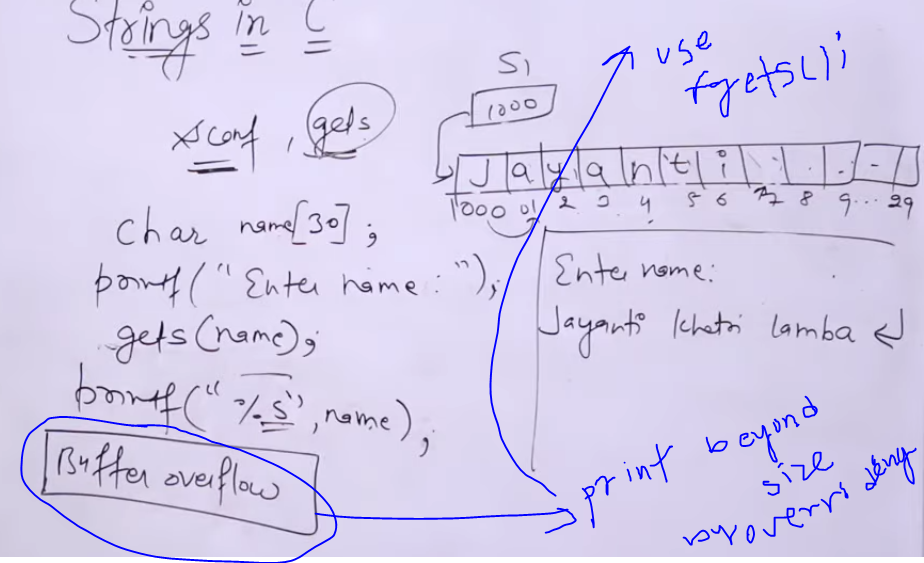 Strings in C
use
fgets();
S1
1000
scanf, gets
J a y a n t i . . -
1000 01 2 3 4 5 6 7 8 9... 29
char name[30];
printf("Enter name: ");
gets(name);
printf("%s", name);
Enter name:
Jayanti Khatri Lamba ↵
Buffer overflow
print beyond
size
by overriding